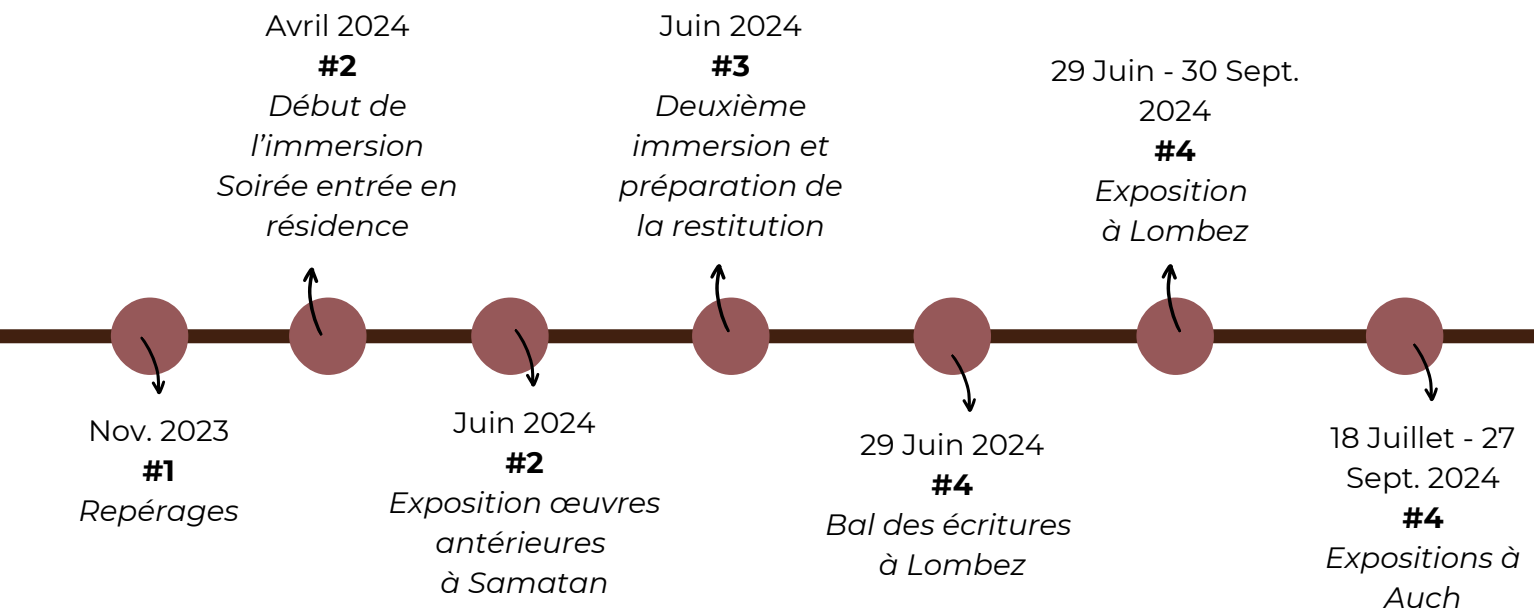 Nov. 2023
#1
Repérages
Avril 2024
#2
Début de
l’immersion
Soirée entrée en
résidence
Juin 2024
#2
Exposition œuvres
antérieures
à Samatan
Juin 2024
#3
Deuxième
immersion et
préparation de
la restitution
29 Juin 2024
#4
Bal des écritures
à Lombez
29 Juin - 30 Sept.
2024
#4
Exposition
à Lombez
18 Juillet - 27
Sept. 2024
#4
Expositions à
Auch